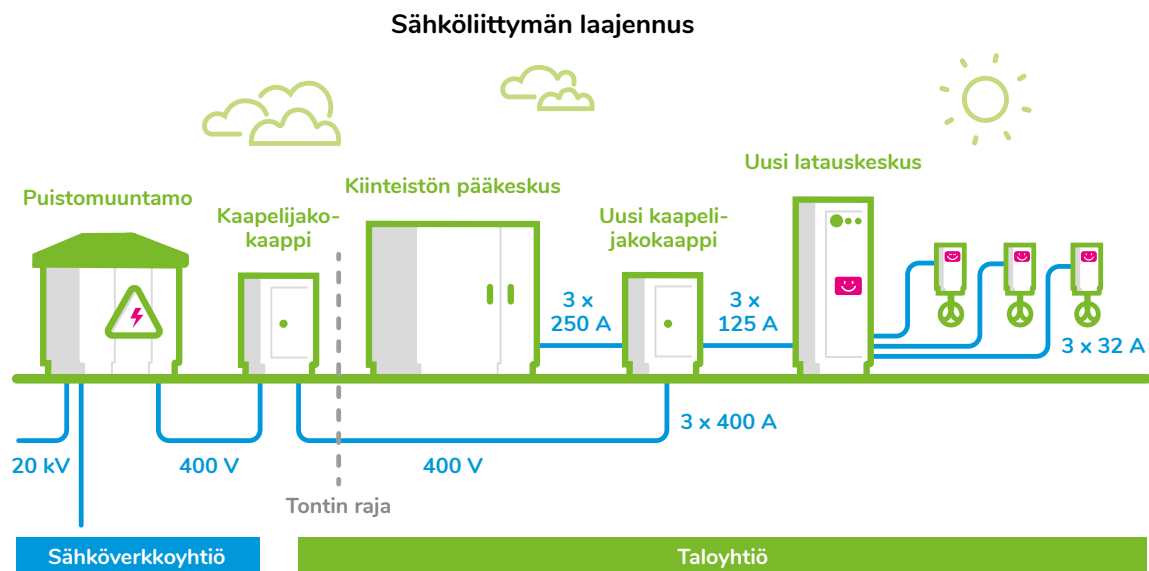 Sähköliittymän laajennus
Puistomuuntamo
Kaapelijako-
kaappi
Kiinteistön pääkeskus
Uusi kaapeli-
jakokaappi
Uusi latauskeskus
3 x
250 A
3 x
125 A
3 x 32 A
3 x 400 A
20 kV
400 V
400 V
Tontin raja
Sähköverkkoyhtiö
Taloyhtiö